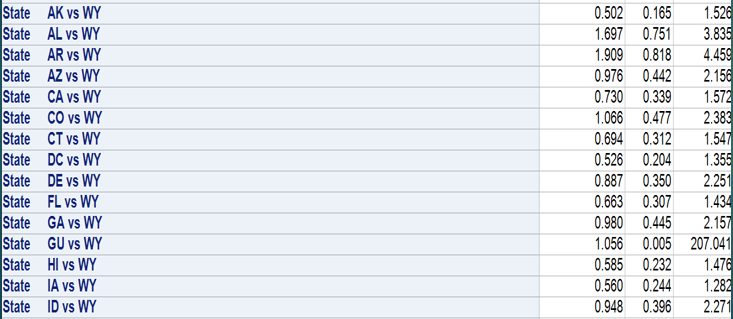 State AK vs WY 0.502 0.165 1.526
State AL vs WY 1.697 0.751 3.835
State AR vs WY 1.909 0.818 4.459
State AZ vs WY 0.976 0.442 2.156
State CA vs WY 0.730 0.339 1.572
State CO vs WY 1.066 0.477 2.383
State CT vs WY 0.694 0.312 1.547
State DC vs WY 0.526 0.204 1.355
State DE vs WY 0.887 0.350 2.251
State FL vs WY 0.663 0.307 1.434
State GA vs WY 0.980 0.445 2.157
State GU vs WY 1.056 0.005 207.041
State HI vs WY 0.585 0.232 1.476
State IA vs WY 0.560 0.244 1.282
State ID vs WY 0.948 0.396 2.271